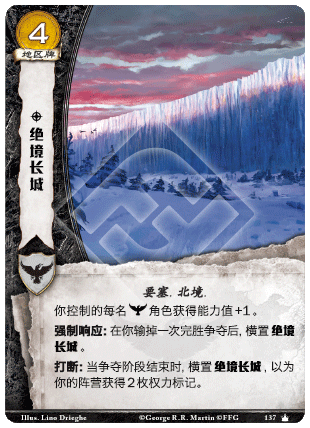 4
地区牌
绝境长城
要塞. 北境.
你控制的每名角色获得能力值+1。
强制响应: 在你输掉一次完胜争夺后, 横置 绝境长
城。
打断: 当争夺阶段结束时, 横置 绝境长城, 以为
你的阵营获得2枚权力标记。
Illus. Lino Drieghe
©George R.R. Martin ©FFG
137